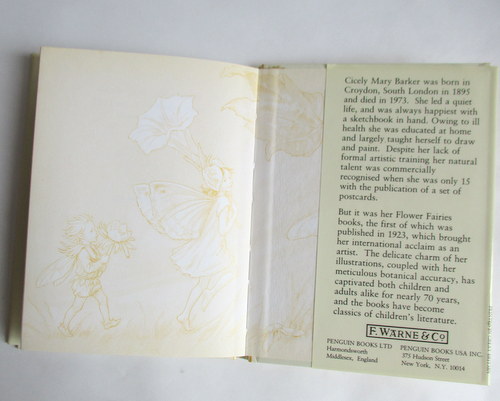 Cicely Mary Barker was born in
Croydon, South London in 1895
and died in 1973. She led a quiet
life, and was always happiest with
a sketchbook in hand. Owing to ill
health she was educated at home
and largely taught herself to draw
and paint. Despite her lack of
formal artistic training her natural
talent was commercially
recognised when she was only 15
with the publication of a set of
postcards.
But it was her Flower Fairies
books, the first of which was
published in 1923, which brought
her international acclaim as an
artist. The delicate charm of her
illustrations, coupled with her
meticulous botanical accuracy, has
captivated both children and
adults alike for nearly 70 years,
and the books have become
classics of children's literature.
F. WARNE & Co
PENGUIN BOOKS LTD
Harmondsworth
Middlesex, England
PENGUIN BOOKS USA INC.
375 Hudson Street
New York, N.Y. 10014